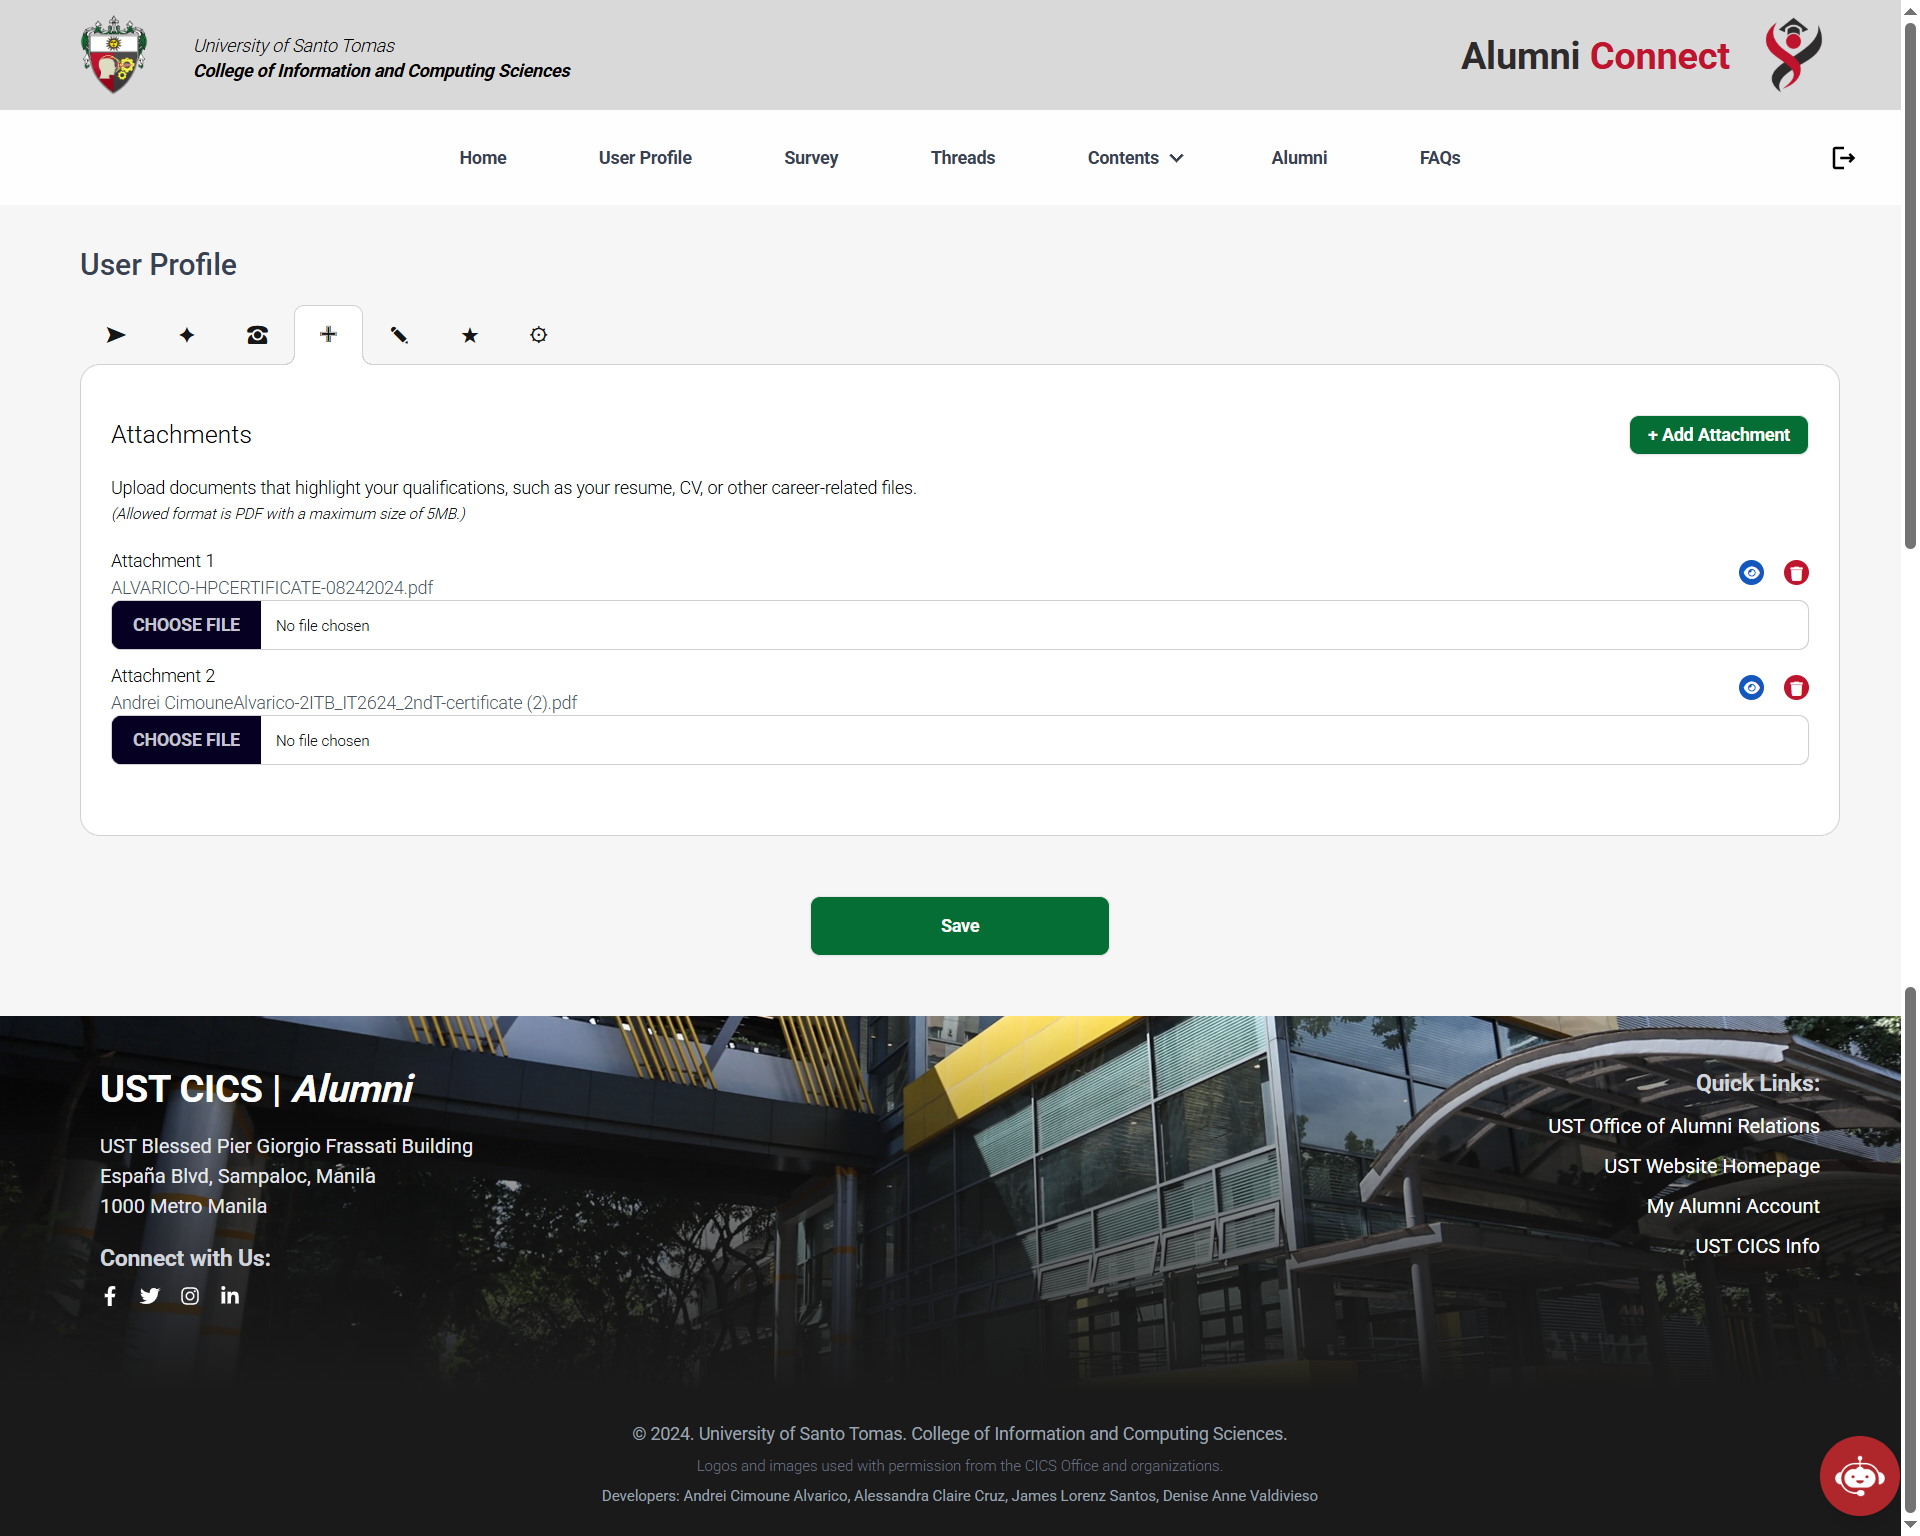 University of Santo Tomas
College of Information and Computing Sciences
Alumni Connect
Home
User Profile
Survey
Threads
Contents
Alumni
FAQs
User Profile
Attachments
+ Add Attachment
Upload documents that highlight your qualifications, such as your resume, CV, or other career-related files.
(Allowed format is PDF with a maximum size of 5MB.)
Attachment 1
ALVARICO-HPCERTIFICATE-08242024.pdf
CHOOSE FILE No file chosen
Attachment 2
Andrei CimouneAlvarico-2ITB_IT2624_2ndT-certificate (2).pdf
CHOOSE FILE No file chosen
Save
UST CICS | Alumni
UST Blessed Pier Giorgio Frassati Building
España Blvd, Sampaloc, Manila
1000 Metro Manila
Connect with Us:
Quick Links:
UST Office of Alumni Relations
UST Website Homepage
My Alumni Account
UST CICS Info
© 2024. University of Santo Tomas. College of Information and Computing Sciences.
Logos and images used with permission from the CICS Office and organizations.
Developers: Andrei Cimoune Alvarico, Alessandra Claire Cruz, James Lorenz Santos, Denise Anne Valdivieso